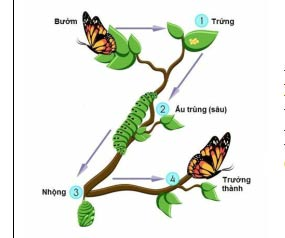 Bướm
1 Trứng
2 Ấu trùng (sâu)
Nhộng 3
4 Trưởng
thành